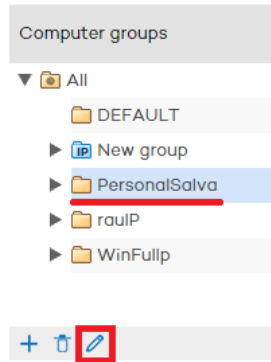 Computer groups
All
DEFAULT
IP New group
PersonalSalva
raulP
WinFullp